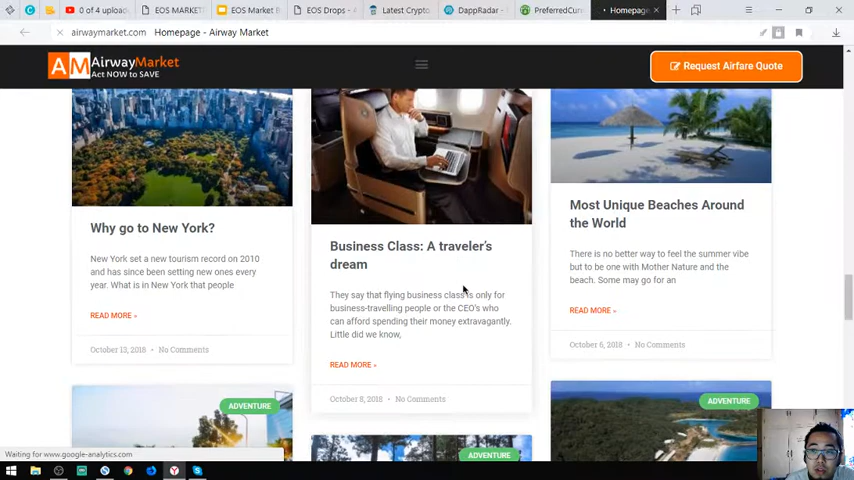 0 of 4 upload
EOS MARKET
EOS Market B
EOS Drops -
Latest Crypto
DappRadar -
PreferredCurr
Homepage
airwaymarket.com Homepage - Airway Market
AM AirwayMarket
Act NOW to SAVE
Request Airfare Quote
Why go to New York?
New York set a new tourism record on 2010
and has since been setting new ones every
year. What is in New York that people
READ MORE »
October 13, 2018 • No Comments
Business Class: A traveler's
dream
They say that flying business class is only for
business-travelling people or the CEO's who
can afford spending their money extravagantly.
Little did we know,
READ MORE »
October 8, 2018 • No Comments
Most Unique Beaches Around
the World
There is no better way to feel the summer vibe
but to be one with Mother Nature and the
beach. Some may go for an
READ MORE »
October 6, 2018 • No Comments
ADVENTURE
ADVENTURE
ADVENTURE
Waiting for www.google-analytics.com